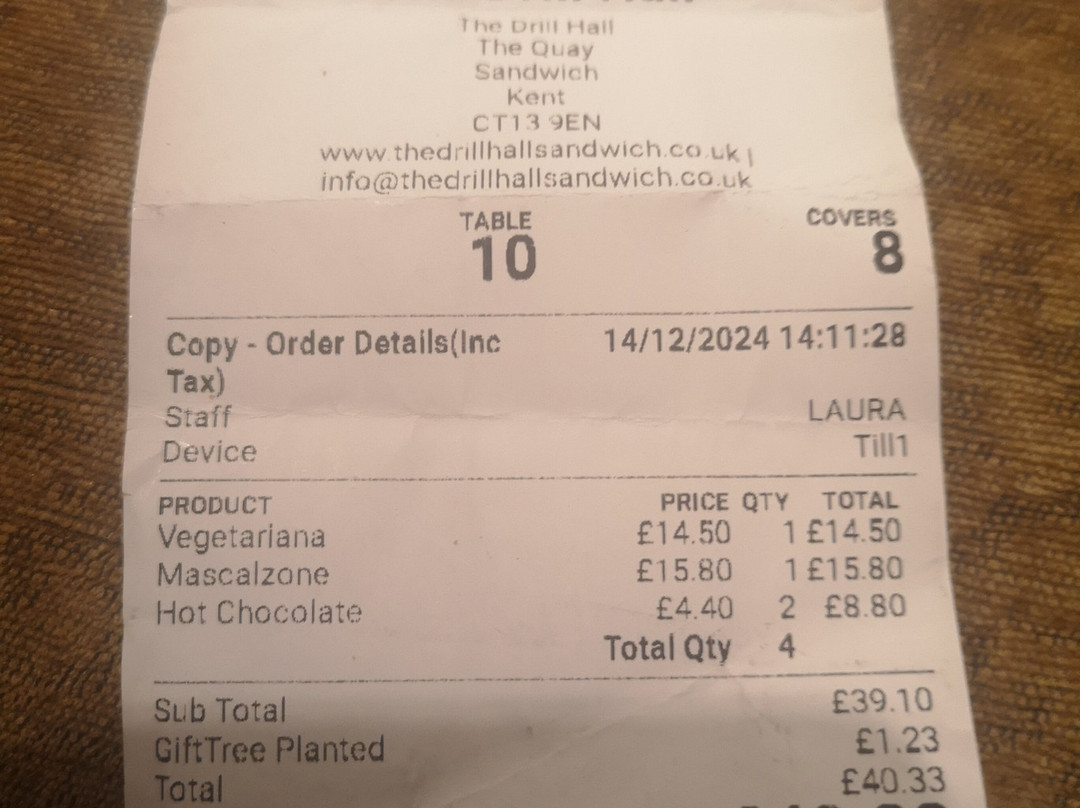 The Drill Hall
The Quay
Sandwich
Kent
CT13 9EN
www.thedrillhallsandwich.co.uk |
info@thedrillhallsandwich.co.uk
TABLE COVERS
10 8
Copy - Order Details(Inc 14/12/2024 14:11:28
Tax)
Staff LAURA
Device Till1
PRODUCT PRICE QTY TOTAL
Vegetariana £14.50 1 £14.50
Mascalzone £15.80 1 £15.80
Hot Chocolate £4.40 2 £8.80
Total Qty 4
Sub Total £39.10
GiftTree Planted £1.23
Total £40.33